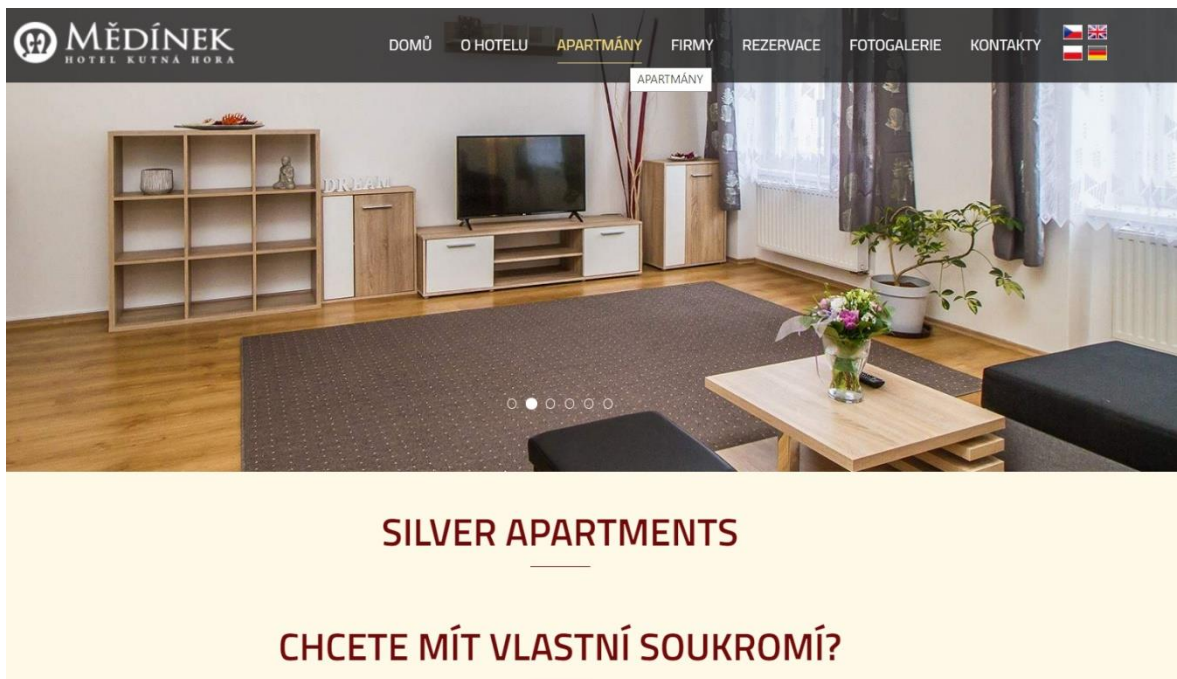 MĚDÍNEK
HOTEL KUTNÁ HORA
DOMŮ O HOTELU APARTMÁNY FIRMY REZERVACE FOTOGALERIE KONTAKTY
APARTMÁNY
DREAM
SILVER APARTMENTS
CHCETE MÍT VLASTNÍ SOUKROMÍ?